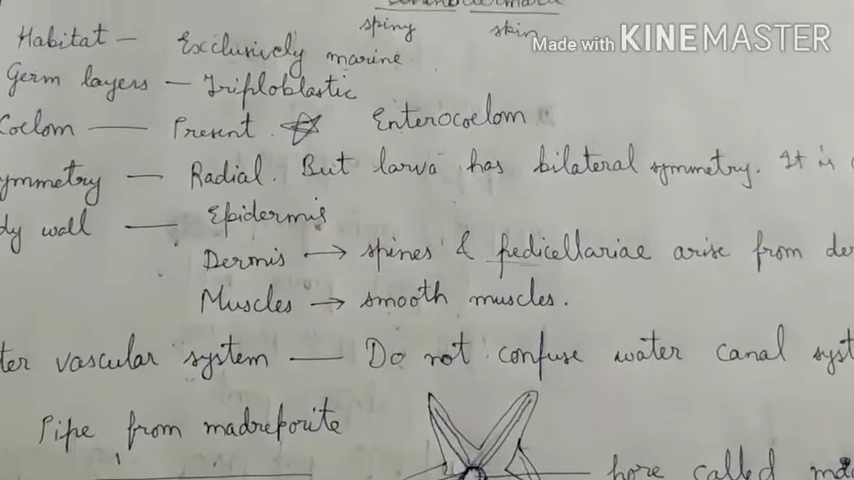 spiny skin
Made with KINEMASTER
Habitat — Exclusively marine.
Germ layers — Triploblastic
Coelom — Present. Enterocoelom
ymmetry — Radial. But larva has bilateral symmetry. It is
dy wall — Epidermis
Dermis → spines & pedicellariae arise from de
Muscles → smooth muscles.
ter vascular system — Do not confuse water canal syst
Pipe from madreporite
pore called